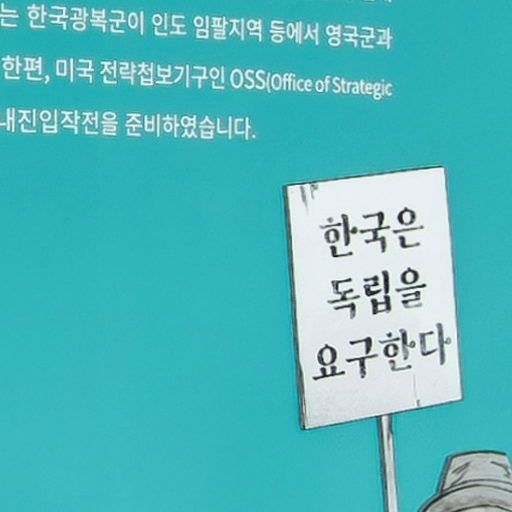 는 한국광복군이 인도 임팔지역 등에서 영국군과
한편, 미국 전략첩보기구인 OSS(Office of Strategic
내진입작전을 준비하였습니다.
한국은
독립을
요구한다